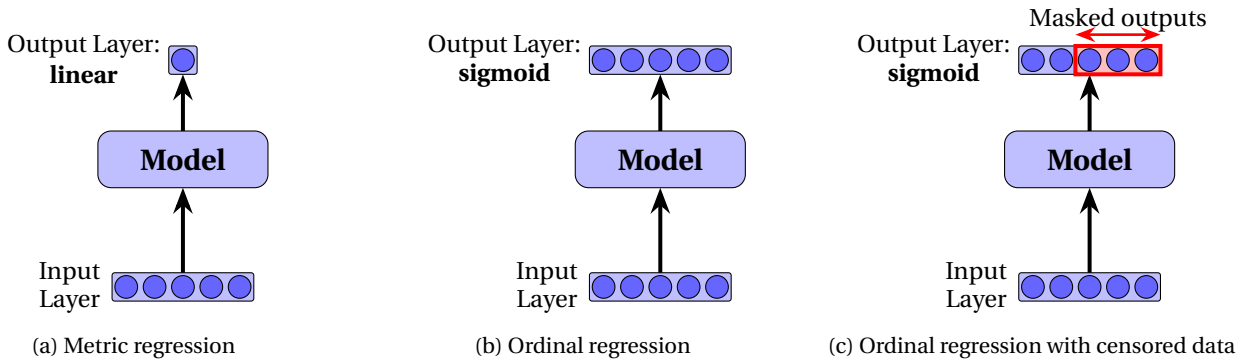 Output Layer:
linear
Model
Input
Layer
(a) Metric regression
Output Layer:
sigmoid
Model
Input
Layer
(b) Ordinal regression
Masked outputs
Output Layer:
sigmoid
Model
Input
Layer
(c) Ordinal regression with censored data